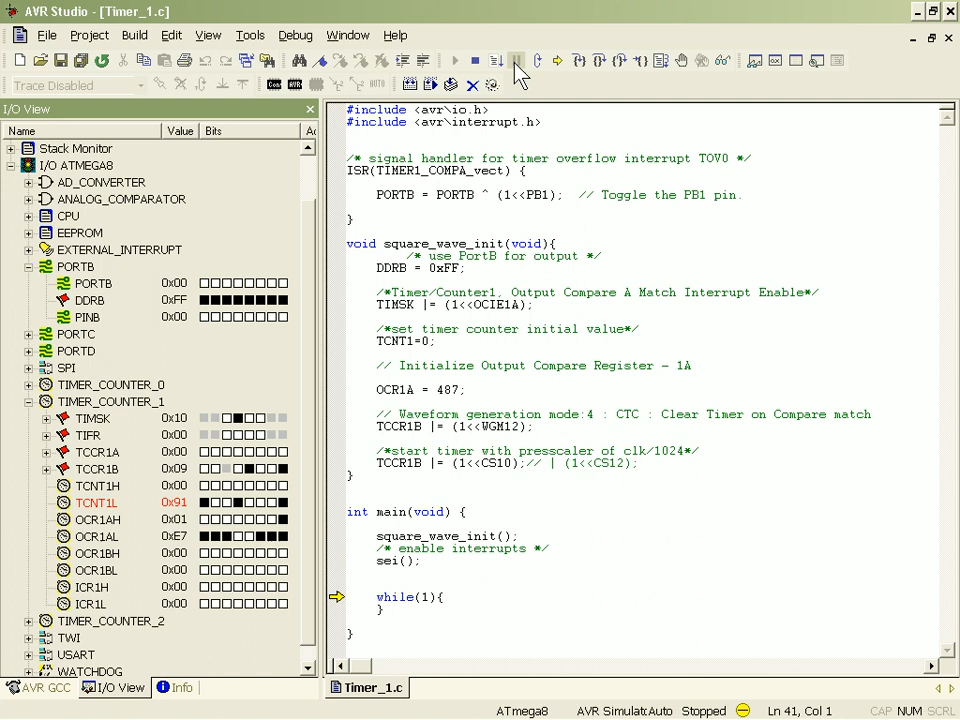 AVR Studio - [Timer_1.c]
File Project Build Edit View Tools Debug Window Help
Trace Disabled
Con AVR AUTO
I/O View
Name Value Bits
Stack Monitor
I/O ATMEGA8
AD_CONVERTER
ANALOG_COMPARATOR
CPU
EEPROM
EXTERNAL_INTERRUPT
PORTB
PORTB 0x00
DDRB 0xFF
PINB 0x00
PORTC
PORTD
SPI
TIMER_COUNTER_0
TIMER_COUNTER_1
TIMSK 0x10
TIFR 0x00
TCCR1A 0x00
TCCR1B 0x09
TCNT1H 0x00
TCNT1L 0x91
OCR1AH 0x01
OCR1AL 0xE7
OCR1BH 0x00
OCR1BL 0x00
ICR1H 0x00
ICR1L 0x00
TIMER_COUNTER_2
TWI
USART
WATCHDOG
AVR GCC I/O View Info
#include <avr\io.h>
#include <avr\interrupt.h>
/* signal handler for timer overflow interrupt TOV0 */
ISR(TIMER1_COMPA_vect) {
PORTB = PORTB ^ (1<<PB1); // Toggle the PB1 pin.
}
void square_wave_init(void){
/* use PortB for output */
DDRB = 0xFF;
/*Timer/Counter1, Output Compare A Match Interrupt Enable*/
TIMSK |= (1<<OCIE1A);
/*set timer counter initial value*/
TCNT1=0;
// Initialize Output Compare Register - 1A
OCR1A = 487;
// Waveform generation mode:4 : CTC : Clear Timer on Compare match
TCCR1B |= (1<<WGM12);
/*start timer with presscaler of clk/1024*/
TCCR1B |= (1<<CS10);// | (1<<CS12);
}
int main(void) {
square_wave_init();
/* enable interrupts */
sei();
while(1){
}
}
Timer_1.c
ATmega8 AVR Simulat:Auto Stopped Ln 41, Col 1 CAP NUM SCRL